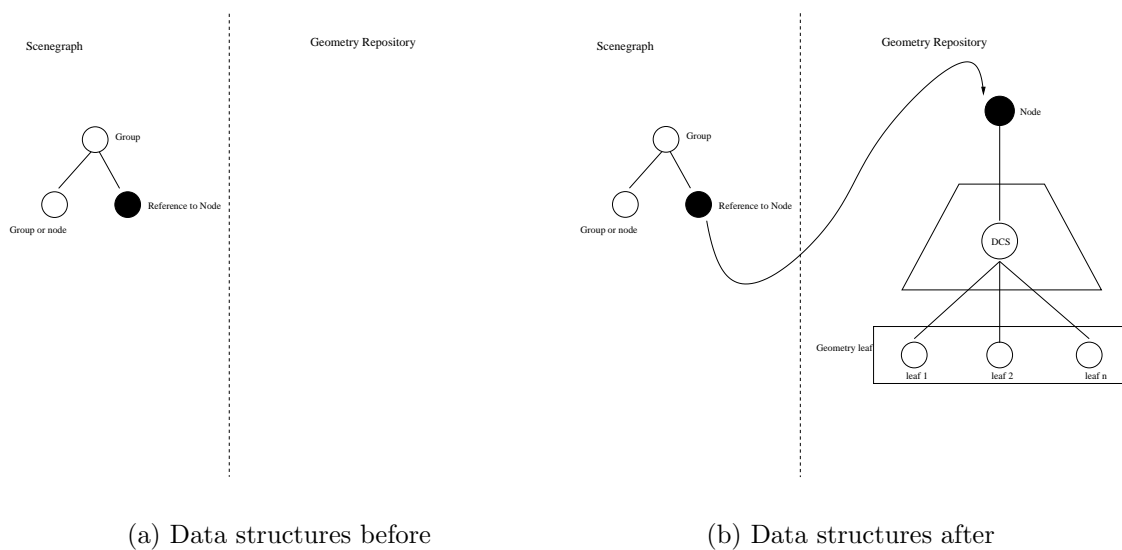 Scenegraph
Geometry Repository
Group
Reference to Node
Group or node
(a) Data structures before
Scenegraph
Geometry Repository
Node
Group
Reference to Node
Group or node
DCS
Geometry leaf
leaf 1
leaf 2
leaf n
(b) Data structures after